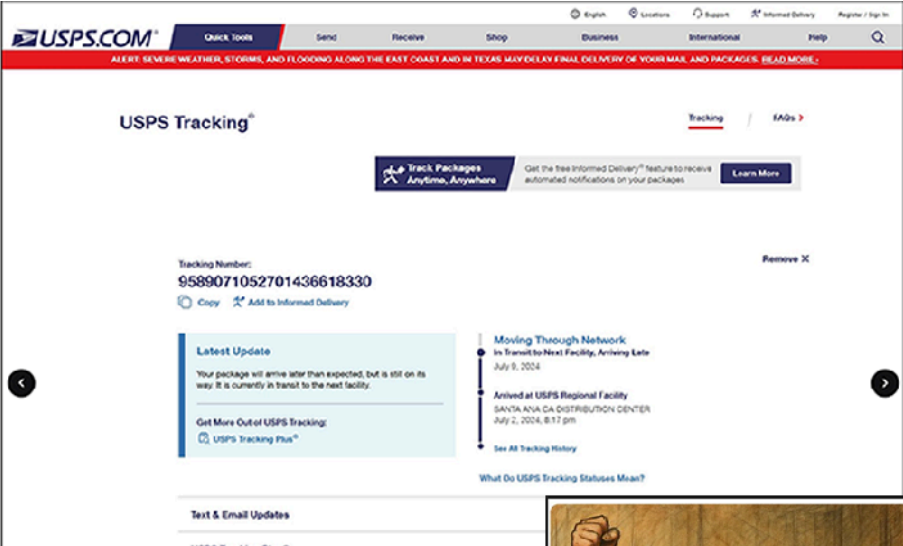 English Locations Support Informed Delivery Register / Sign In
USPS.COM® Quick Tools Send Receive Shop Business International Help
ALERT: SEVERE WEATHER, STORMS, AND FLOODING ALONG THE EAST COAST AND IN TEXAS MAY DELAY FINAL DELIVERY OF YOUR MAIL AND PACKAGES. READ MORE ›
USPS Tracking®
Tracking / FAQs >
Track Packages
Anytime, Anywhere
Get the free Informed Delivery® feature to receive
automated notifications on your packages
Learn More
Remove X
Tracking Number:
9589071052701436618330
Copy Add to Informed Delivery
Latest Update
Your package will arrive later than expected, but is still on its
way. It is currently in transit to the next facility.
Get More Out of USPS Tracking:
USPS Tracking Plus®
Moving Through Network
In Transit to Next Facility, Arriving Late
July 9, 2024
Arrived at USPS Regional Facility
SANTA ANA CA DISTRIBUTION CENTER
July 2, 2024, 8:17 pm
See All Tracking History
What Do USPS Tracking Statuses Mean?
Text & Email Updates